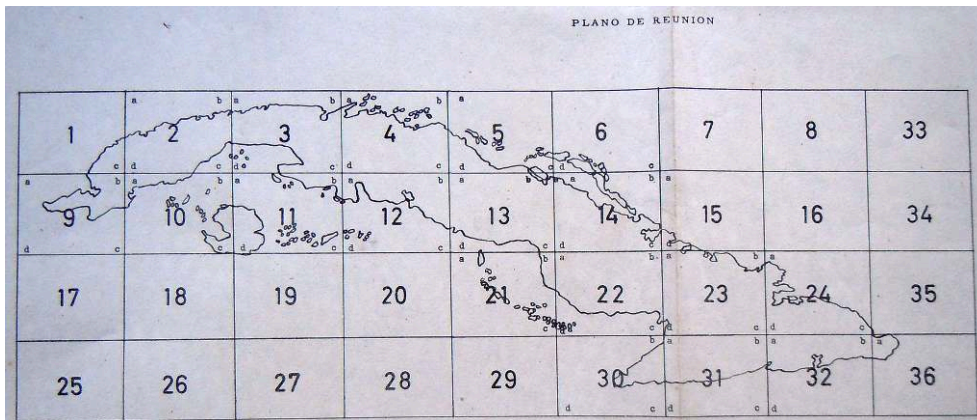 PLANO DE REUNION
a b a b a b a
1 2 3 4 5 6 7 8 33
c d c d c d c d c d c
a b a b a b a b a b a b a
9 10 11 12 13 14 15 16 34
d c d c d c d c d c d
a a b b a
17 18 19 20 21 22 23 24 35
c a c d c d c
b a b a b a
25 26 27 28 29 30 31 32 36
d c d c d